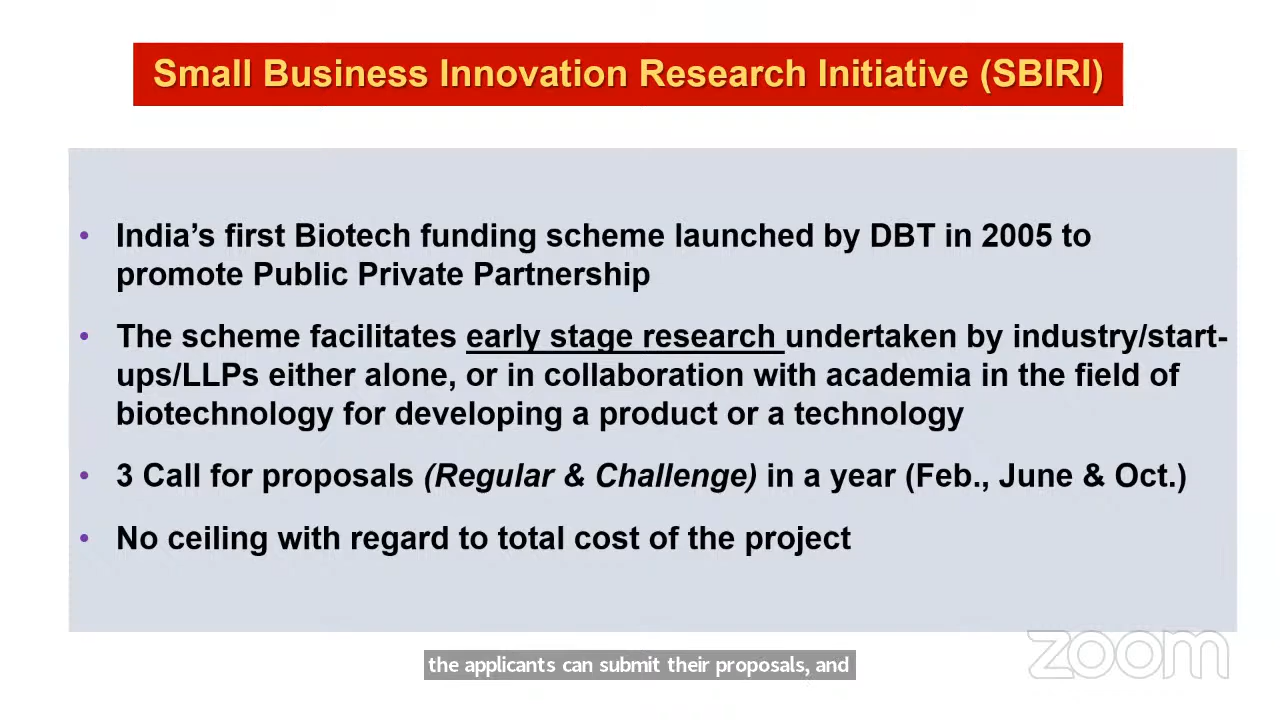 Small Business Innovation Research Initiative (SBIRI)
• India's first Biotech funding scheme launched by DBT in 2005 to
promote Public Private Partnership
• The scheme facilitates early stage research undertaken by industry/start-
ups/LLPs either alone, or in collaboration with academia in the field of
biotechnology for developing a product or a technology
• 3 Call for proposals (Regular & Challenge) in a year (Feb., June & Oct.)
• No ceiling with regard to total cost of the project
zoom
the applicants can submit their proposals, and